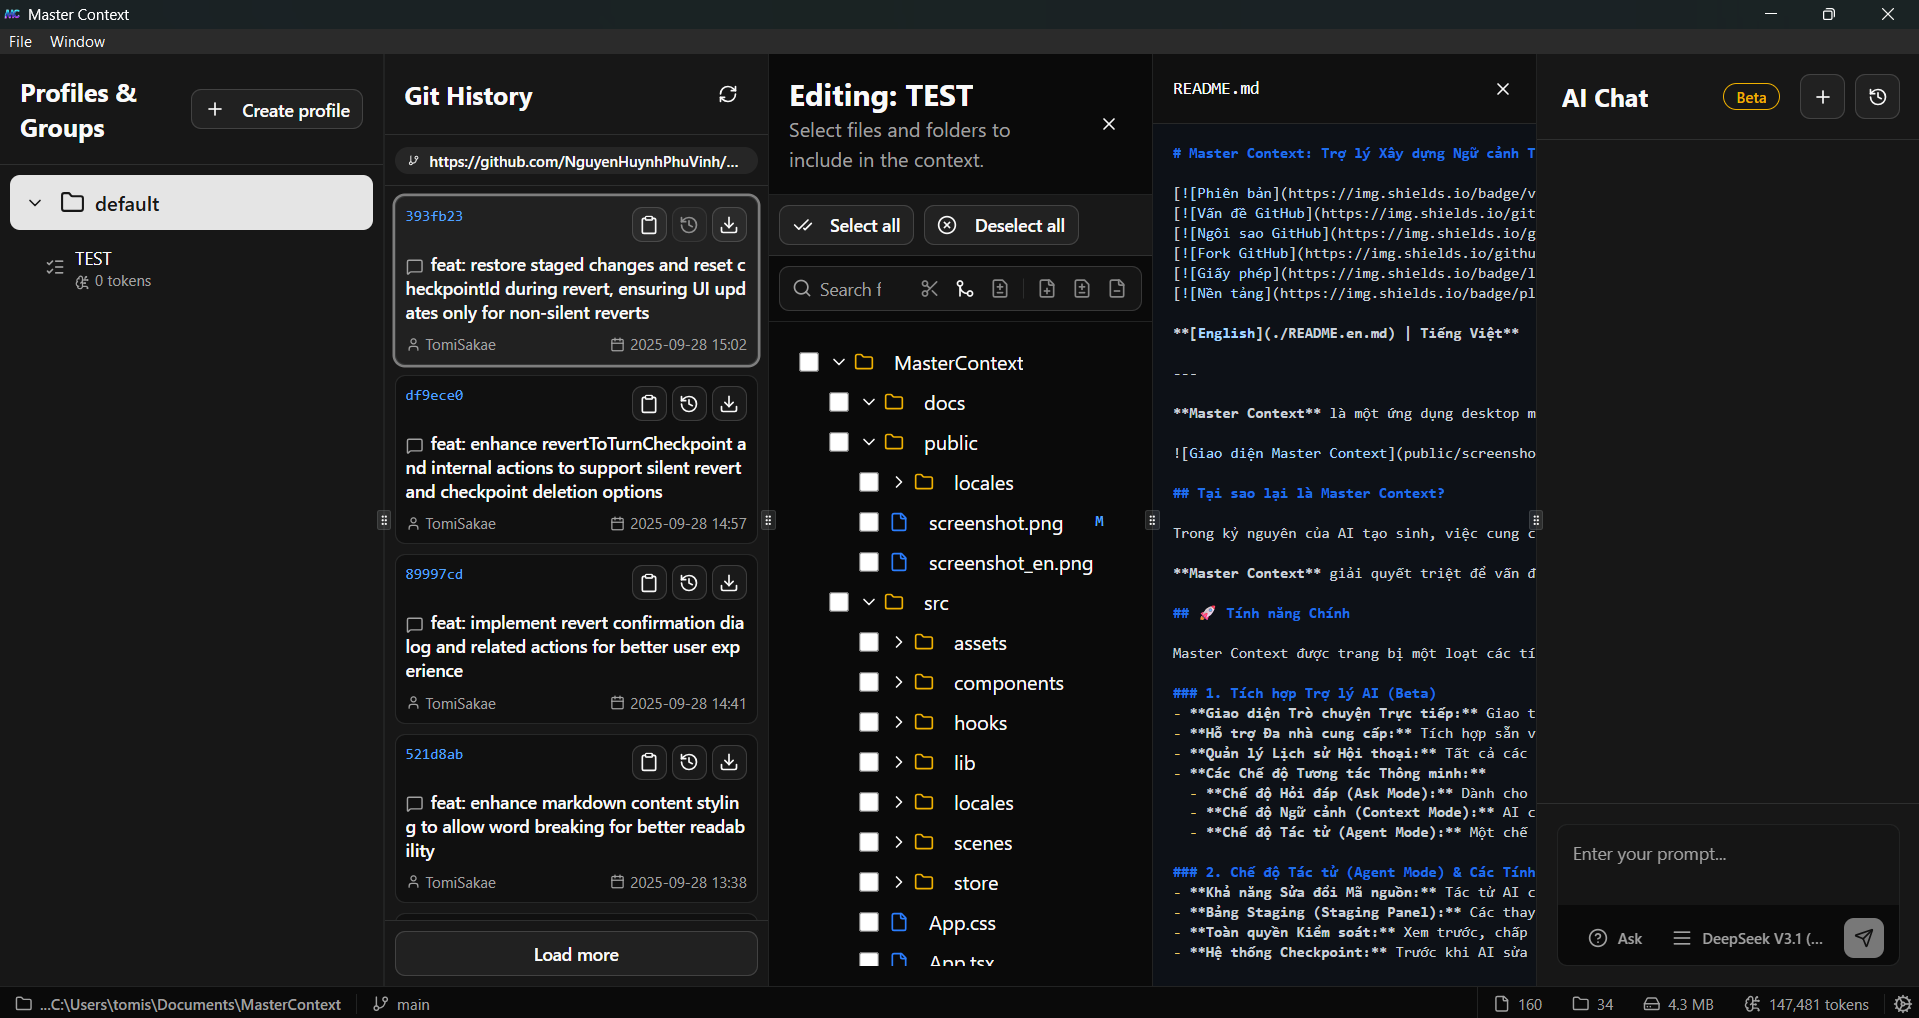 Master Context
File Window
Profiles &
Groups
Create profile
default
TEST
0 tokens
Git History
https://github.com/NguyenHuynhPhuVinh/...
393fb23
feat: restore staged changes and reset c
heckpointId during revert, ensuring UI upd
ates only for non-silent reverts
TomiSakae 2025-09-28 15:02
df9ece0
feat: enhance revertToTurnCheckpoint a
nd internal actions to support silent revert
and checkpoint deletion options
TomiSakae 2025-09-28 14:57
89997cd
feat: implement revert confirmation dia
log and related actions for better user exp
erience
TomiSakae 2025-09-28 14:41
521d8ab
feat: enhance markdown content stylin
g to allow word breaking for better readab
ility
TomiSakae 2025-09-28 13:38
Load more
Editing: TEST
Select files and folders to
include in the context.
Select all Deselect all
Search f
MasterContext
docs
public
locales
screenshot.png M
screenshot_en.png
src
assets
components
hooks
lib
locales
scenes
store
App.css
App.tsx
README.md
# Master Context: Trợ lý Xây dựng Ngữ cảnh T
[![Phiên bản](https://img.shields.io/badge/v
[![Vấn đề GitHub](https://img.shields.io/git
[![Ngôi sao GitHub](https://img.shields.io/g
[![Fork GitHub](https://img.shields.io/githu
[![Giấy phép](https://img.shields.io/badge/l
[![Nền tảng](https://img.shields.io/badge/pl
**[English](./README.en.md) | Tiếng Việt**
---
**Master Context** là một ứng dụng desktop m
![Giao diện Master Context](public/screensho
## Tại sao lại là Master Context?
Trong kỷ nguyên của AI tạo sinh, việc cung c
**Master Context** giải quyết triệt để vấn đ
## 🚀 Tính năng Chính
Master Context được trang bị một loạt các tí
### 1. Tích hợp Trợ lý AI (Beta)
- **Giao diện Trò chuyện Trực tiếp:** Giao t
- **Hỗ trợ Đa nhà cung cấp:** Tích hợp sẵn v
- **Quản lý Lịch sử Hội thoại:** Tất cả các
- **Các Chế độ Tương tác Thông minh:**
- **Chế độ Hỏi đáp (Ask Mode):** Dành cho
- **Chế độ Ngữ cảnh (Context Mode):** AI c
- **Chế độ Tác tử (Agent Mode):** Một chế
### 2. Chế độ Tác tử (Agent Mode) & Các Tính
- **Khả năng Sửa đổi Mã nguồn:** Tác tử AI c
- **Bảng Staging (Staging Panel):** Các thay
- **Toàn quyền Kiểm soát:** Xem trước, chấp
- **Hệ thống Checkpoint:** Trước khi AI sửa
AI Chat Beta
Enter your prompt...
Ask DeepSeek V3.1 (...
...C:\Users\tomis\Documents\MasterContext main 160 34 4.3 MB 147,481 tokens